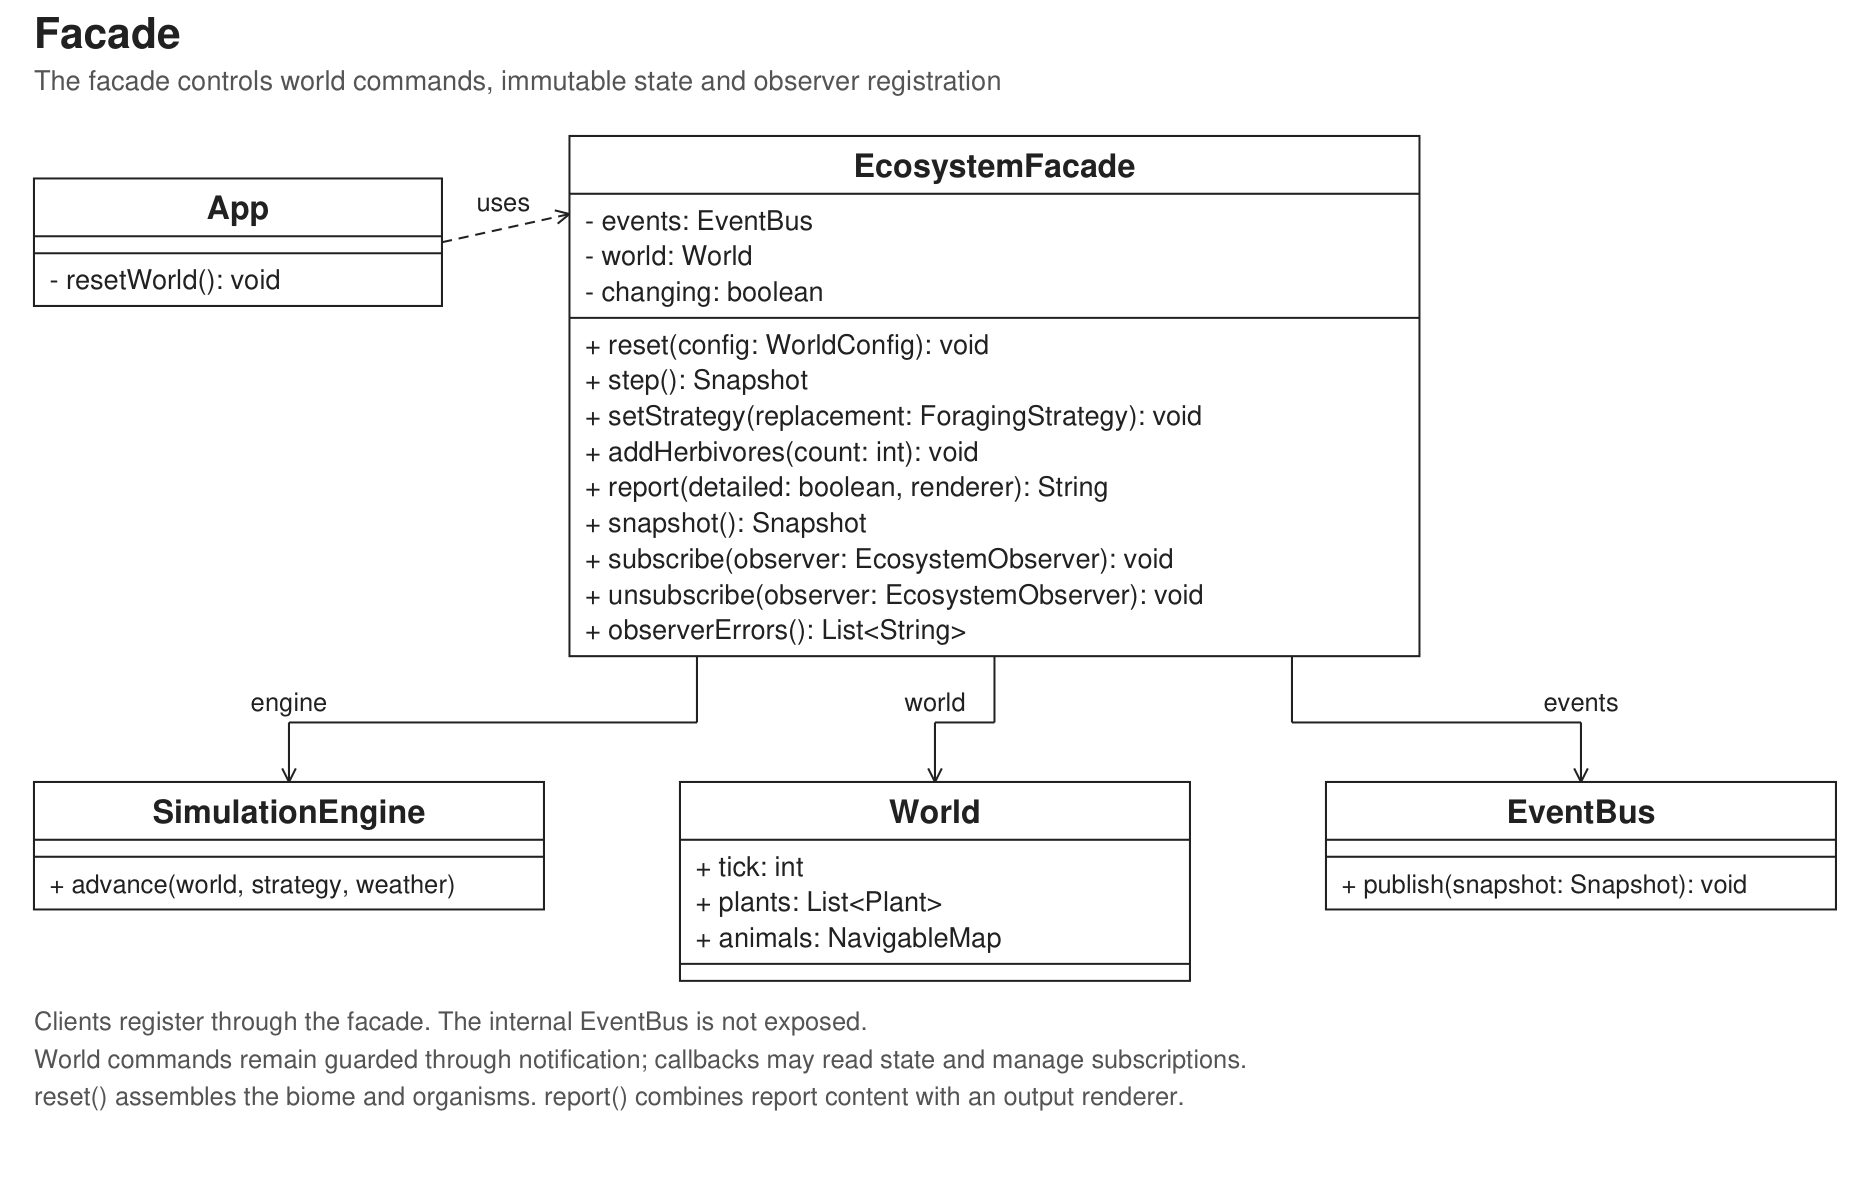 Facade
The facade controls world commands, immutable state and observer registration
App
- resetWorld(): void
uses
EcosystemFacade
- events: EventBus
- world: World
- changing: boolean
+ reset(config: WorldConfig): void
+ step(): Snapshot
+ setStrategy(replacement: ForagingStrategy): void
+ addHerbivores(count: int): void
+ report(detailed: boolean, renderer): String
+ snapshot(): Snapshot
+ subscribe(observer: EcosystemObserver): void
+ unsubscribe(observer: EcosystemObserver): void
+ observerErrors(): List<String>
engine
world
events
SimulationEngine
+ advance(world, strategy, weather)
World
+ tick: int
+ plants: List<Plant>
+ animals: NavigableMap
EventBus
+ publish(snapshot: Snapshot): void
Clients register through the facade. The internal EventBus is not exposed.
World commands remain guarded through notification; callbacks may read state and manage subscriptions.
reset() assembles the biome and organisms. report() combines report content with an output renderer.